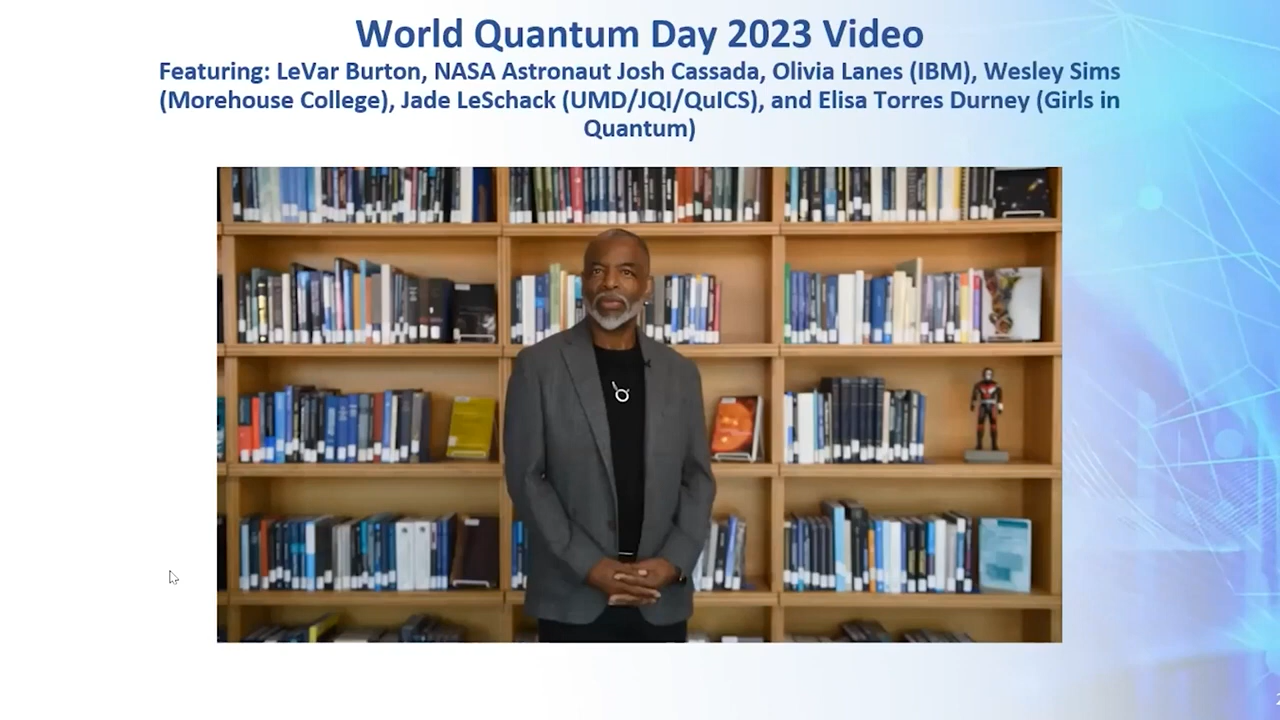 World Quantum Day 2023 Video
Featuring: LeVar Burton, NASA Astronaut Josh Cassada, Olivia Lanes (IBM), Wesley Sims
(Morehouse College), Jade LeSchack (UMD/JQI/QuICS), and Elisa Torres Durney (Girls in
Quantum)